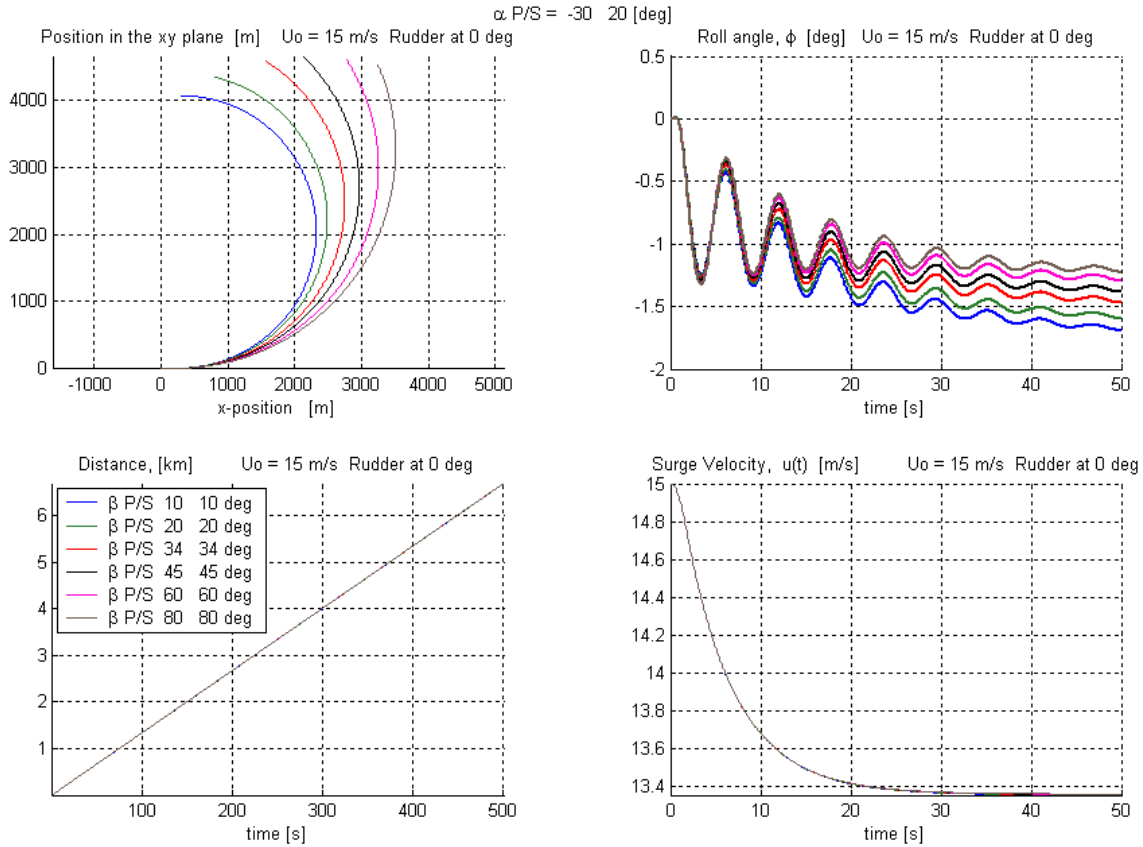 α P/S = -30 20 [deg]
Position in the xy plane [m] Uo = 15 m/s Rudder at 0 deg
4000
3000
2000
1000
0
-1000 0 1000 2000 3000 4000 5000
x-position [m]
Roll angle, ϕ [deg] Uo = 15 m/s Rudder at 0 deg
0.5
0
-0.5
-1
-1.5
-2
0 10 20 30 40 50
time [s]
Distance, [km] Uo = 15 m/s Rudder at 0 deg
6
5
4
3
2
1
β P/S 10 10 deg
β P/S 20 20 deg
β P/S 34 34 deg
β P/S 45 45 deg
β P/S 60 60 deg
β P/S 80 80 deg
100 200 300 400 500
time [s]
Surge Velocity, u(t) [m/s] Uo = 15 m/s Rudder at 0 deg
15
14.8
14.6
14.4
14.2
14
13.8
13.6
13.4
0 10 20 30 40 50
time [s]